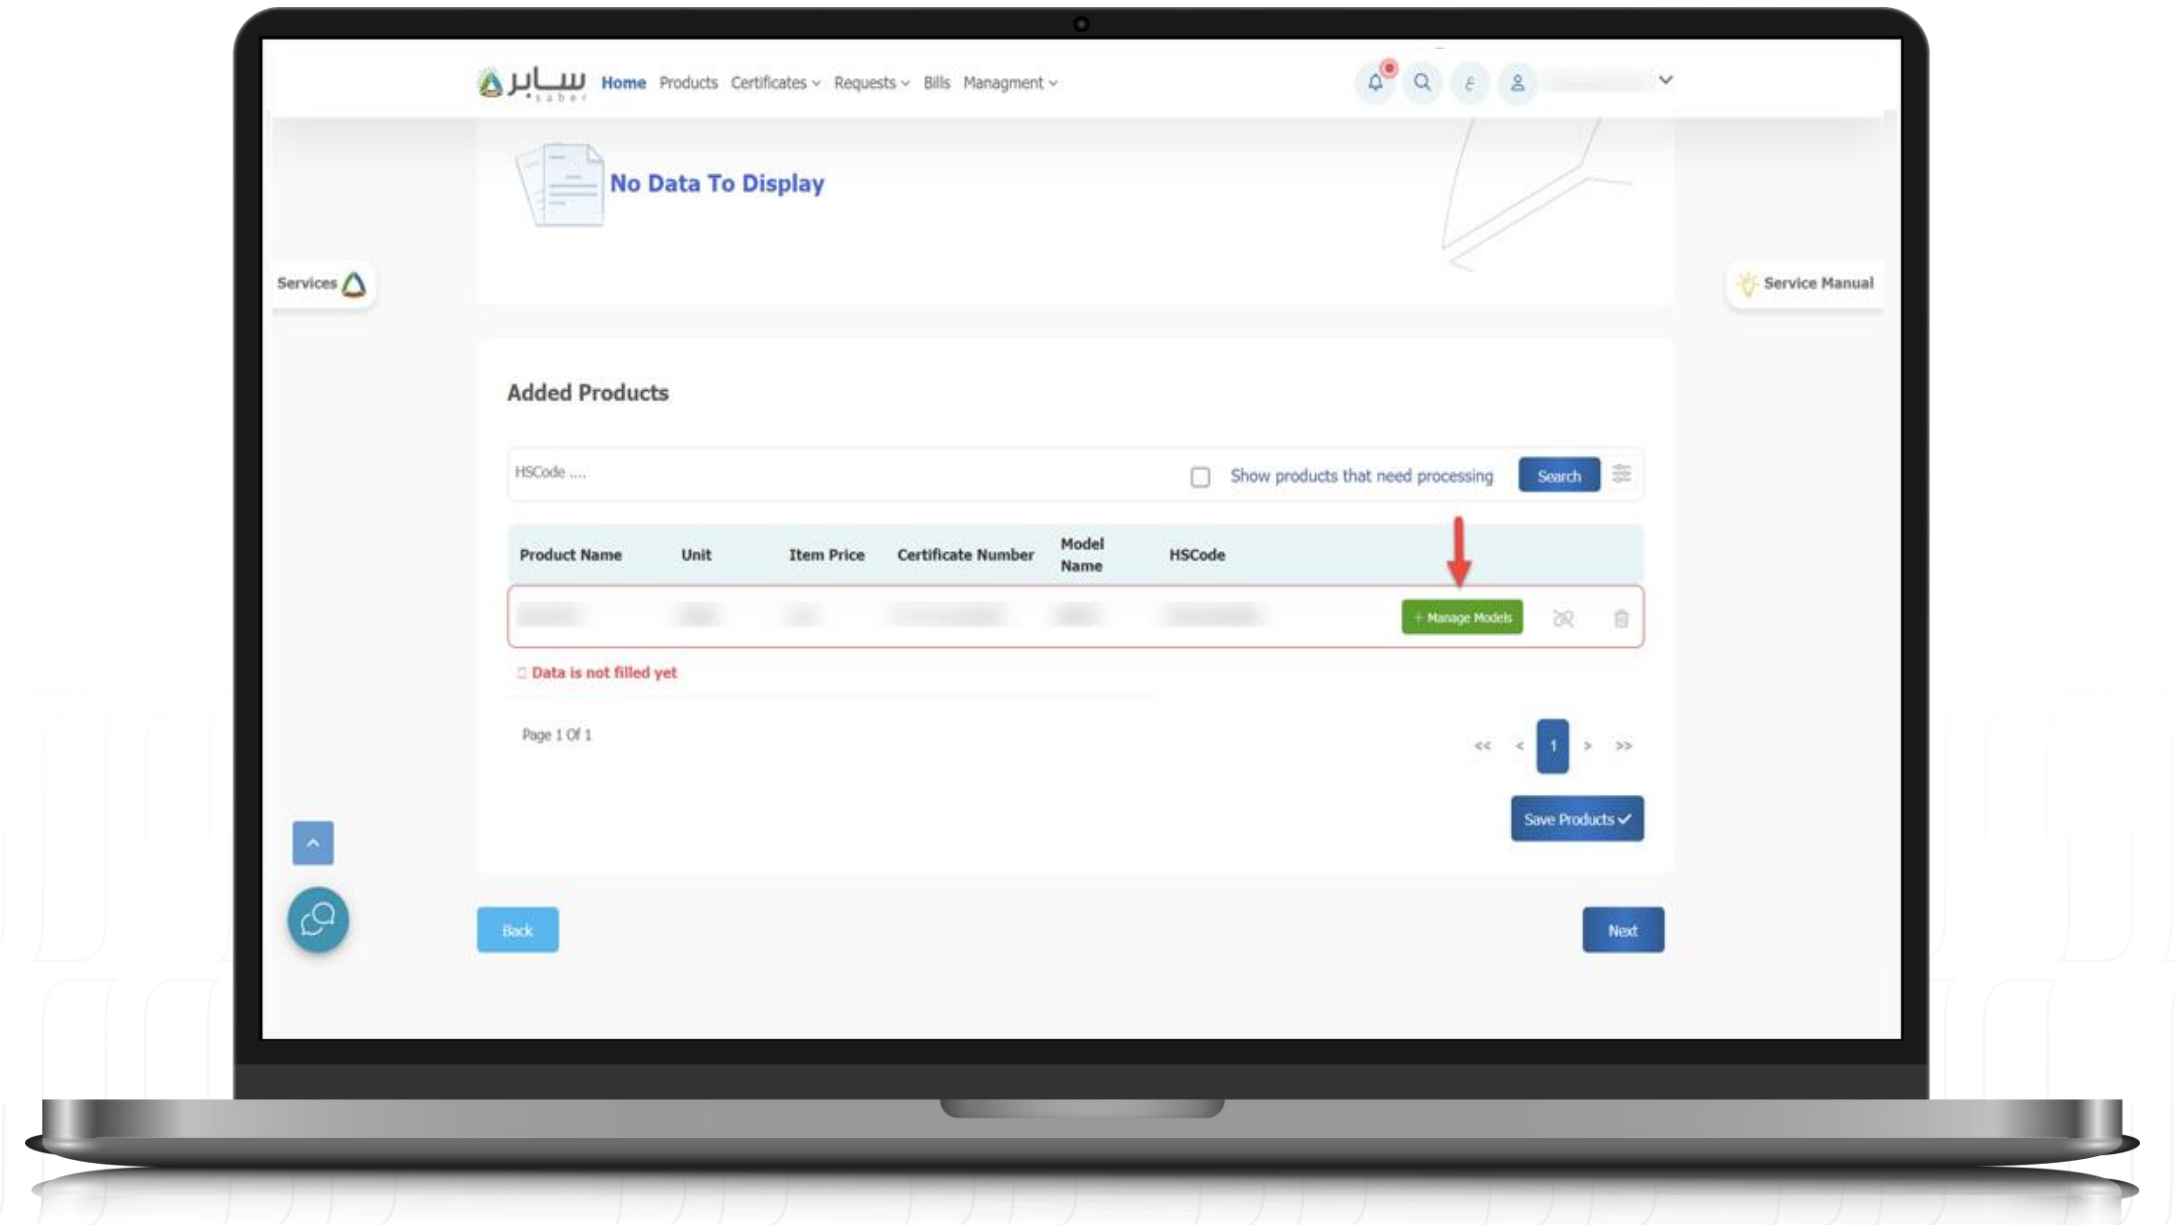 سابر
saber
Home Products Certificates Requests Bills Managment
ع
No Data To Display
Services
Service Manual
Added Products
HSCode ....
Show products that need processing
Search
Product Name Unit Item Price Certificate Number Model Name HSCode
+ Manage Models
Data is not filled yet
Page 1 Of 1
<< < 1 > >>
Save Products
Back
Next